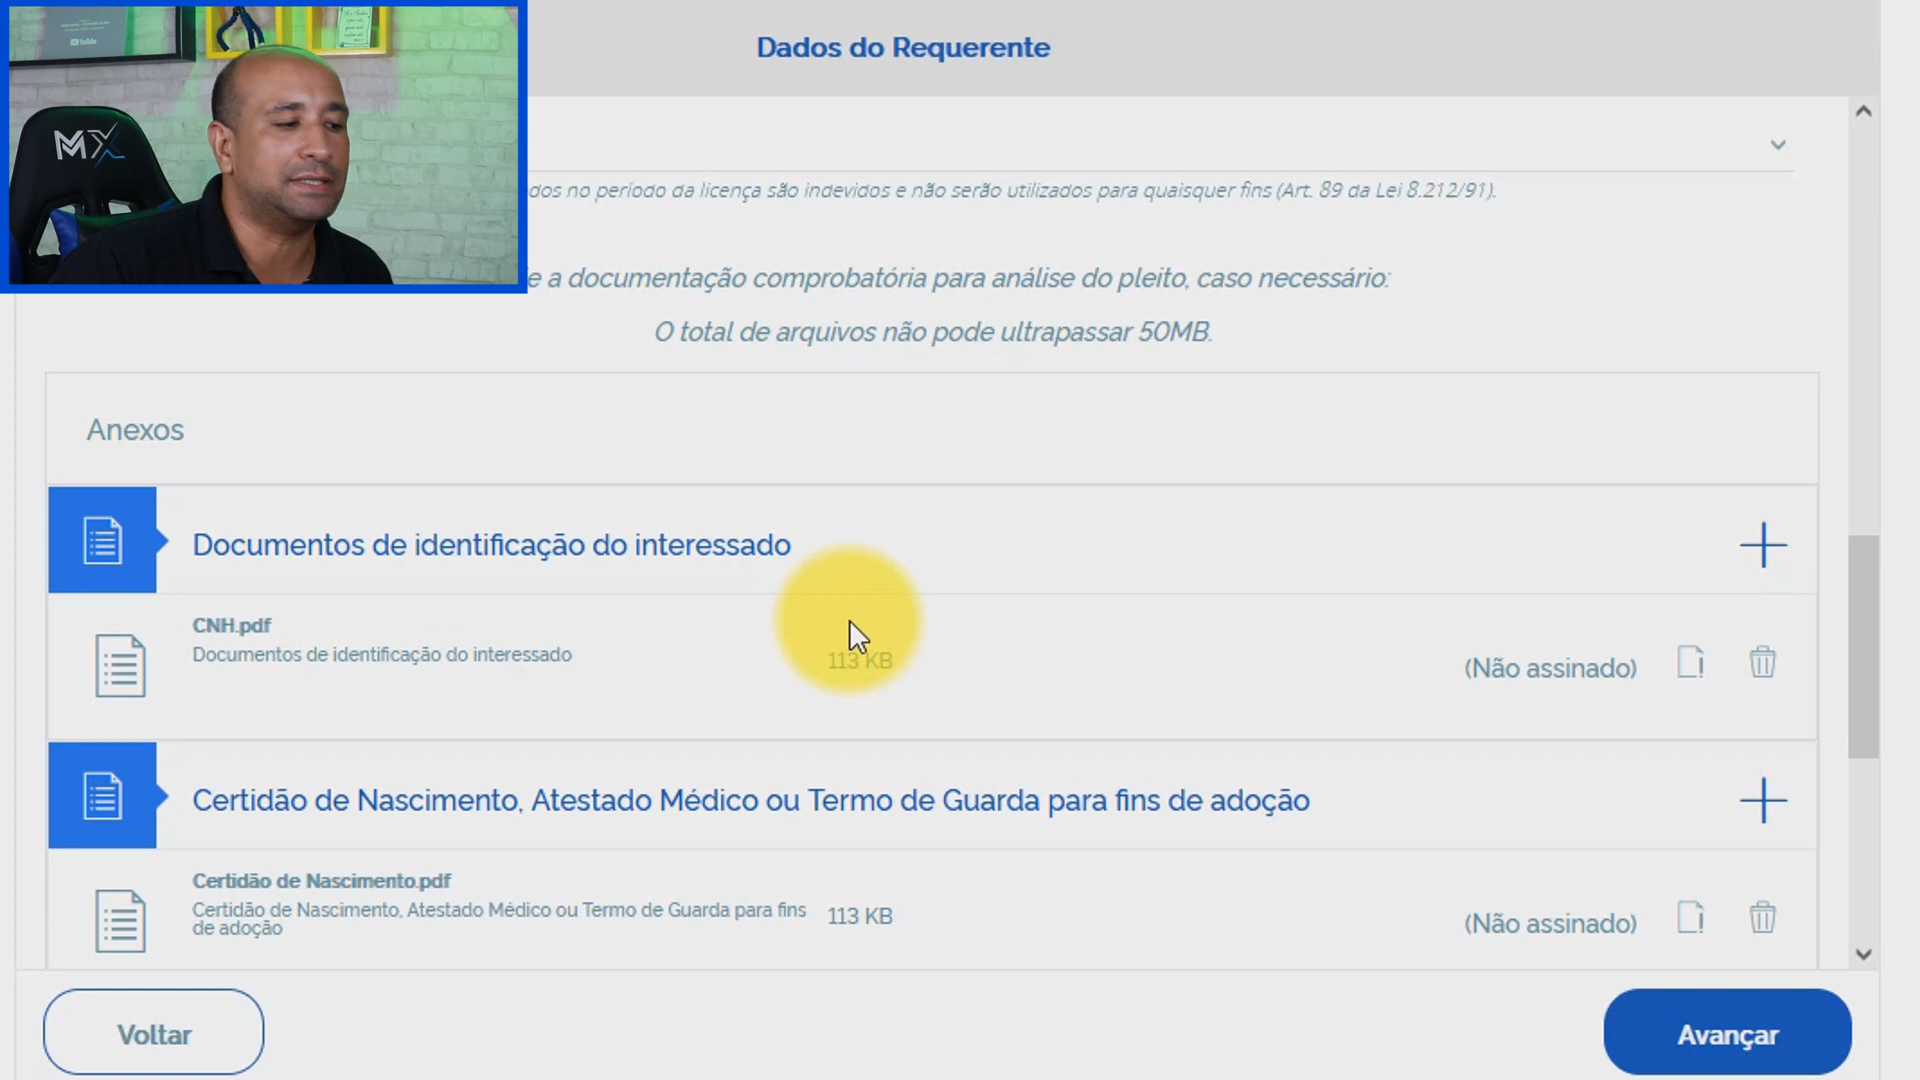 Dados do Requerente
MX
YouTube
dos no período da licença são indevidos e não serão utilizados para quaisquer fins (Art. 89 da Lei 8.212/91).
e a documentação comprobatória para análise do pleito, caso necessário:
O total de arquivos não pode ultrapassar 50MB.
Anexos
Documentos de identificação do interessado
CNH.pdf
Documentos de identificação do interessado
113 KB
(Não assinado)
Certidão de Nascimento, Atestado Médico ou Termo de Guarda para fins de adoção
Certidão de Nascimento.pdf
Certidão de Nascimento, Atestado Médico ou Termo de Guarda para fins
de adoção
113 KB
(Não assinado)
Voltar
Avançar